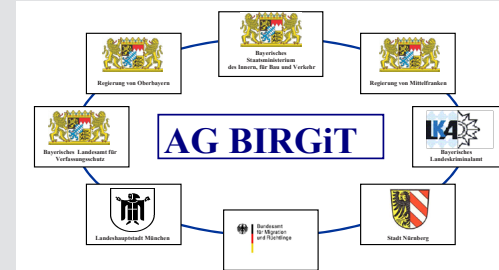 Bayerisches
Staatsministerium
des Innern, für Bau und Verkehr
Regierung von Oberbayern
Regierung von Mittelfranken
AG BIRGiT
Bayerisches Landesamt für
Verfassungsschutz
LKA
Bayerisches
Landeskriminalamt
Landeshauptstadt München
Bundesamt
für Migration
und Flüchtlinge
Stadt Nürnberg